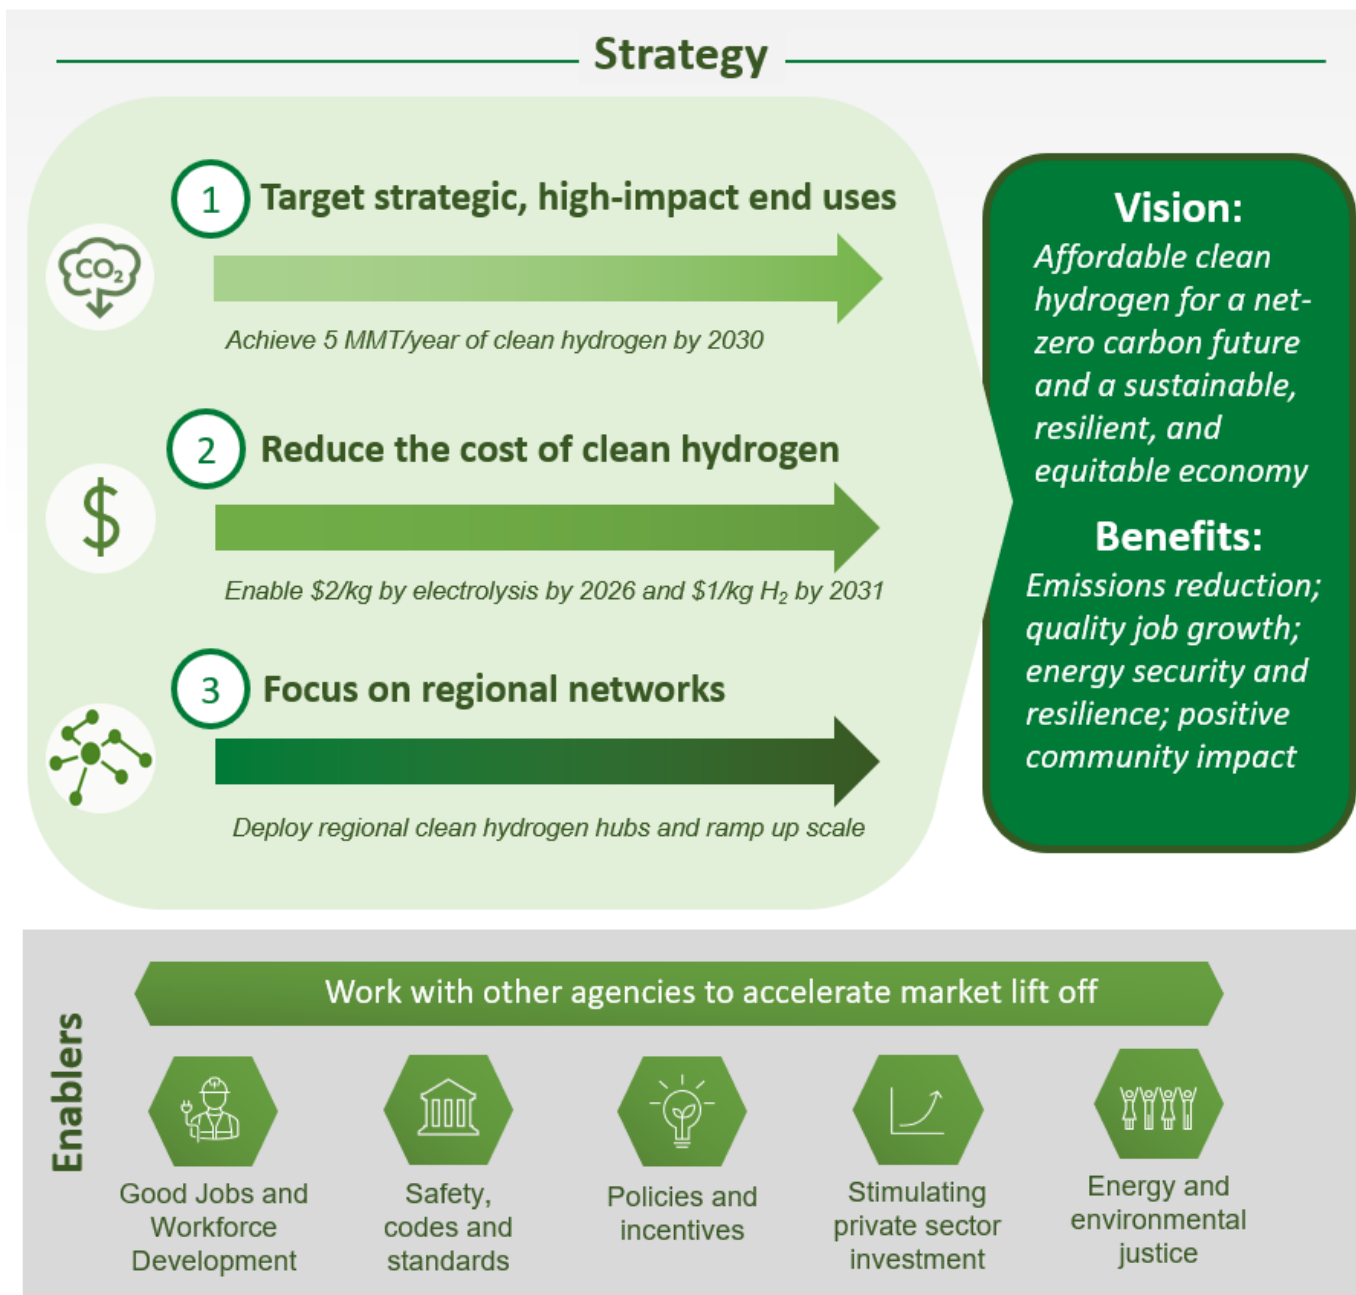 Strategy
1 Target strategic, high-impact end uses
CO₂
Achieve 5 MMT/year of clean hydrogen by 2030
2 Reduce the cost of clean hydrogen
$
Enable $2/kg by electrolysis by 2026 and $1/kg H₂ by 2031
3 Focus on regional networks
Deploy regional clean hydrogen hubs and ramp up scale
Vision:
Affordable clean
hydrogen for a net-
zero carbon future
and a sustainable,
resilient, and
equitable economy
Benefits:
Emissions reduction;
quality job growth;
energy security and
resilience; positive
community impact
Enablers
Work with other agencies to accelerate market lift off
Good Jobs and
Workforce
Development
Safety,
codes and
standards
Policies and
incentives
Stimulating
private sector
investment
Energy and
environmental
justice